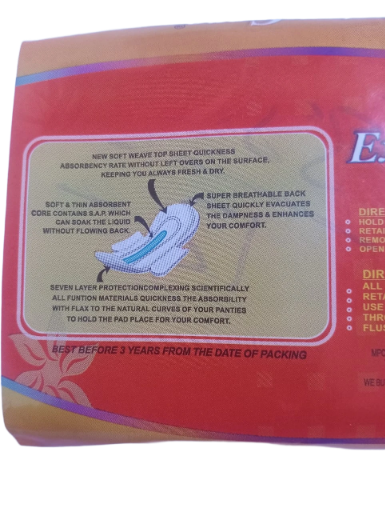 NEW SOFT WEAVE TOP SHEET QUICKNESS
ABSORBENCY RATE WITHOUT LEFT OVERS ON THE SURFACE.
KEEPING YOU ALWAYS FRESH & DRY.
SOFT & THIN ABSORBENT
CORE CONTAINS S.A.P. WHICH
CAN SOAK THE LIQUID
WITHOUT FLOWING BACK.
SUPER BREATHABLE BACK
SHEET QUICKLY EVACUATES
THE DAMPNESS & ENHANCES
YOUR COMFORT.
SEVEN LAYER PROTECTIONCOMPLEXING SCIENTIFICALLY
ALL FUNTION MATERIALS QUICKNESS THE ABSORBILITY
WITH FLAX TO THE NATURAL CURVES OF YOUR PANTIES
TO HOLD THE PAD PLACE FOR YOUR COMFORT.
BEST BEFORE 3 YEARS FROM THE DATE OF PACKING
E
DIRE
HOLD
RETA
REMO
OPEN
DIR
ALL
RETA
USE
THR
FLUS
WE BU